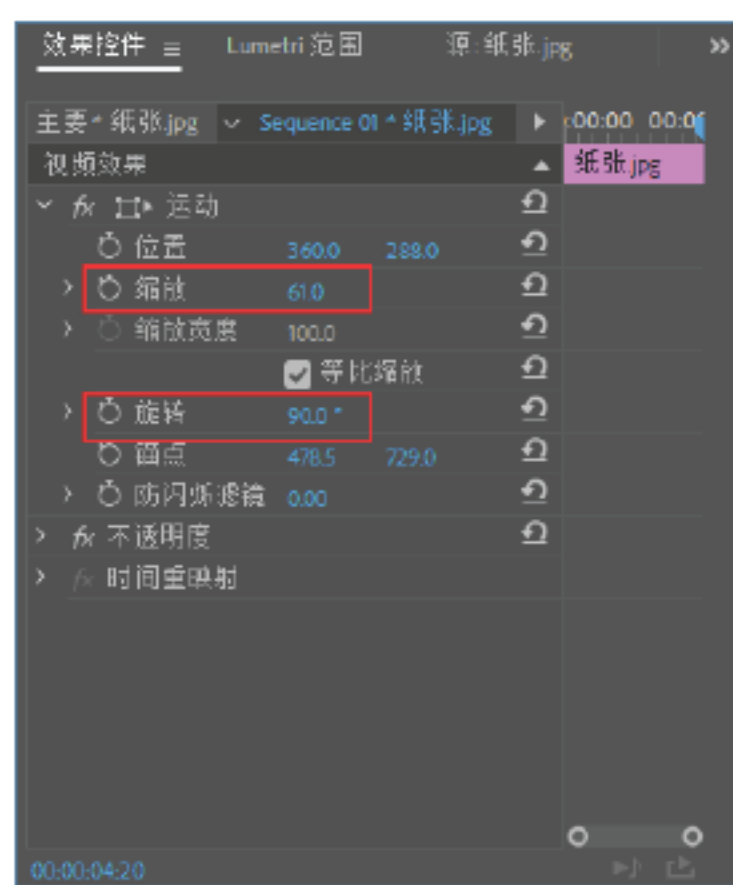 效果控件 Lumetri 范围 源:纸张.jpg
主要*纸张.jpg Sequence 01 * 纸张.jpg :00:00 00:0
视频效果 纸张.jpg
fx 运动
位置 360.0 288.0
缩放 61.0
缩放宽度 100.0
等比缩放
旋转 90.0 °
锚点 478.5 729.0
防闪烁滤镜 0.00
fx 不透明度
fx 时间重映射
00:00:04:20